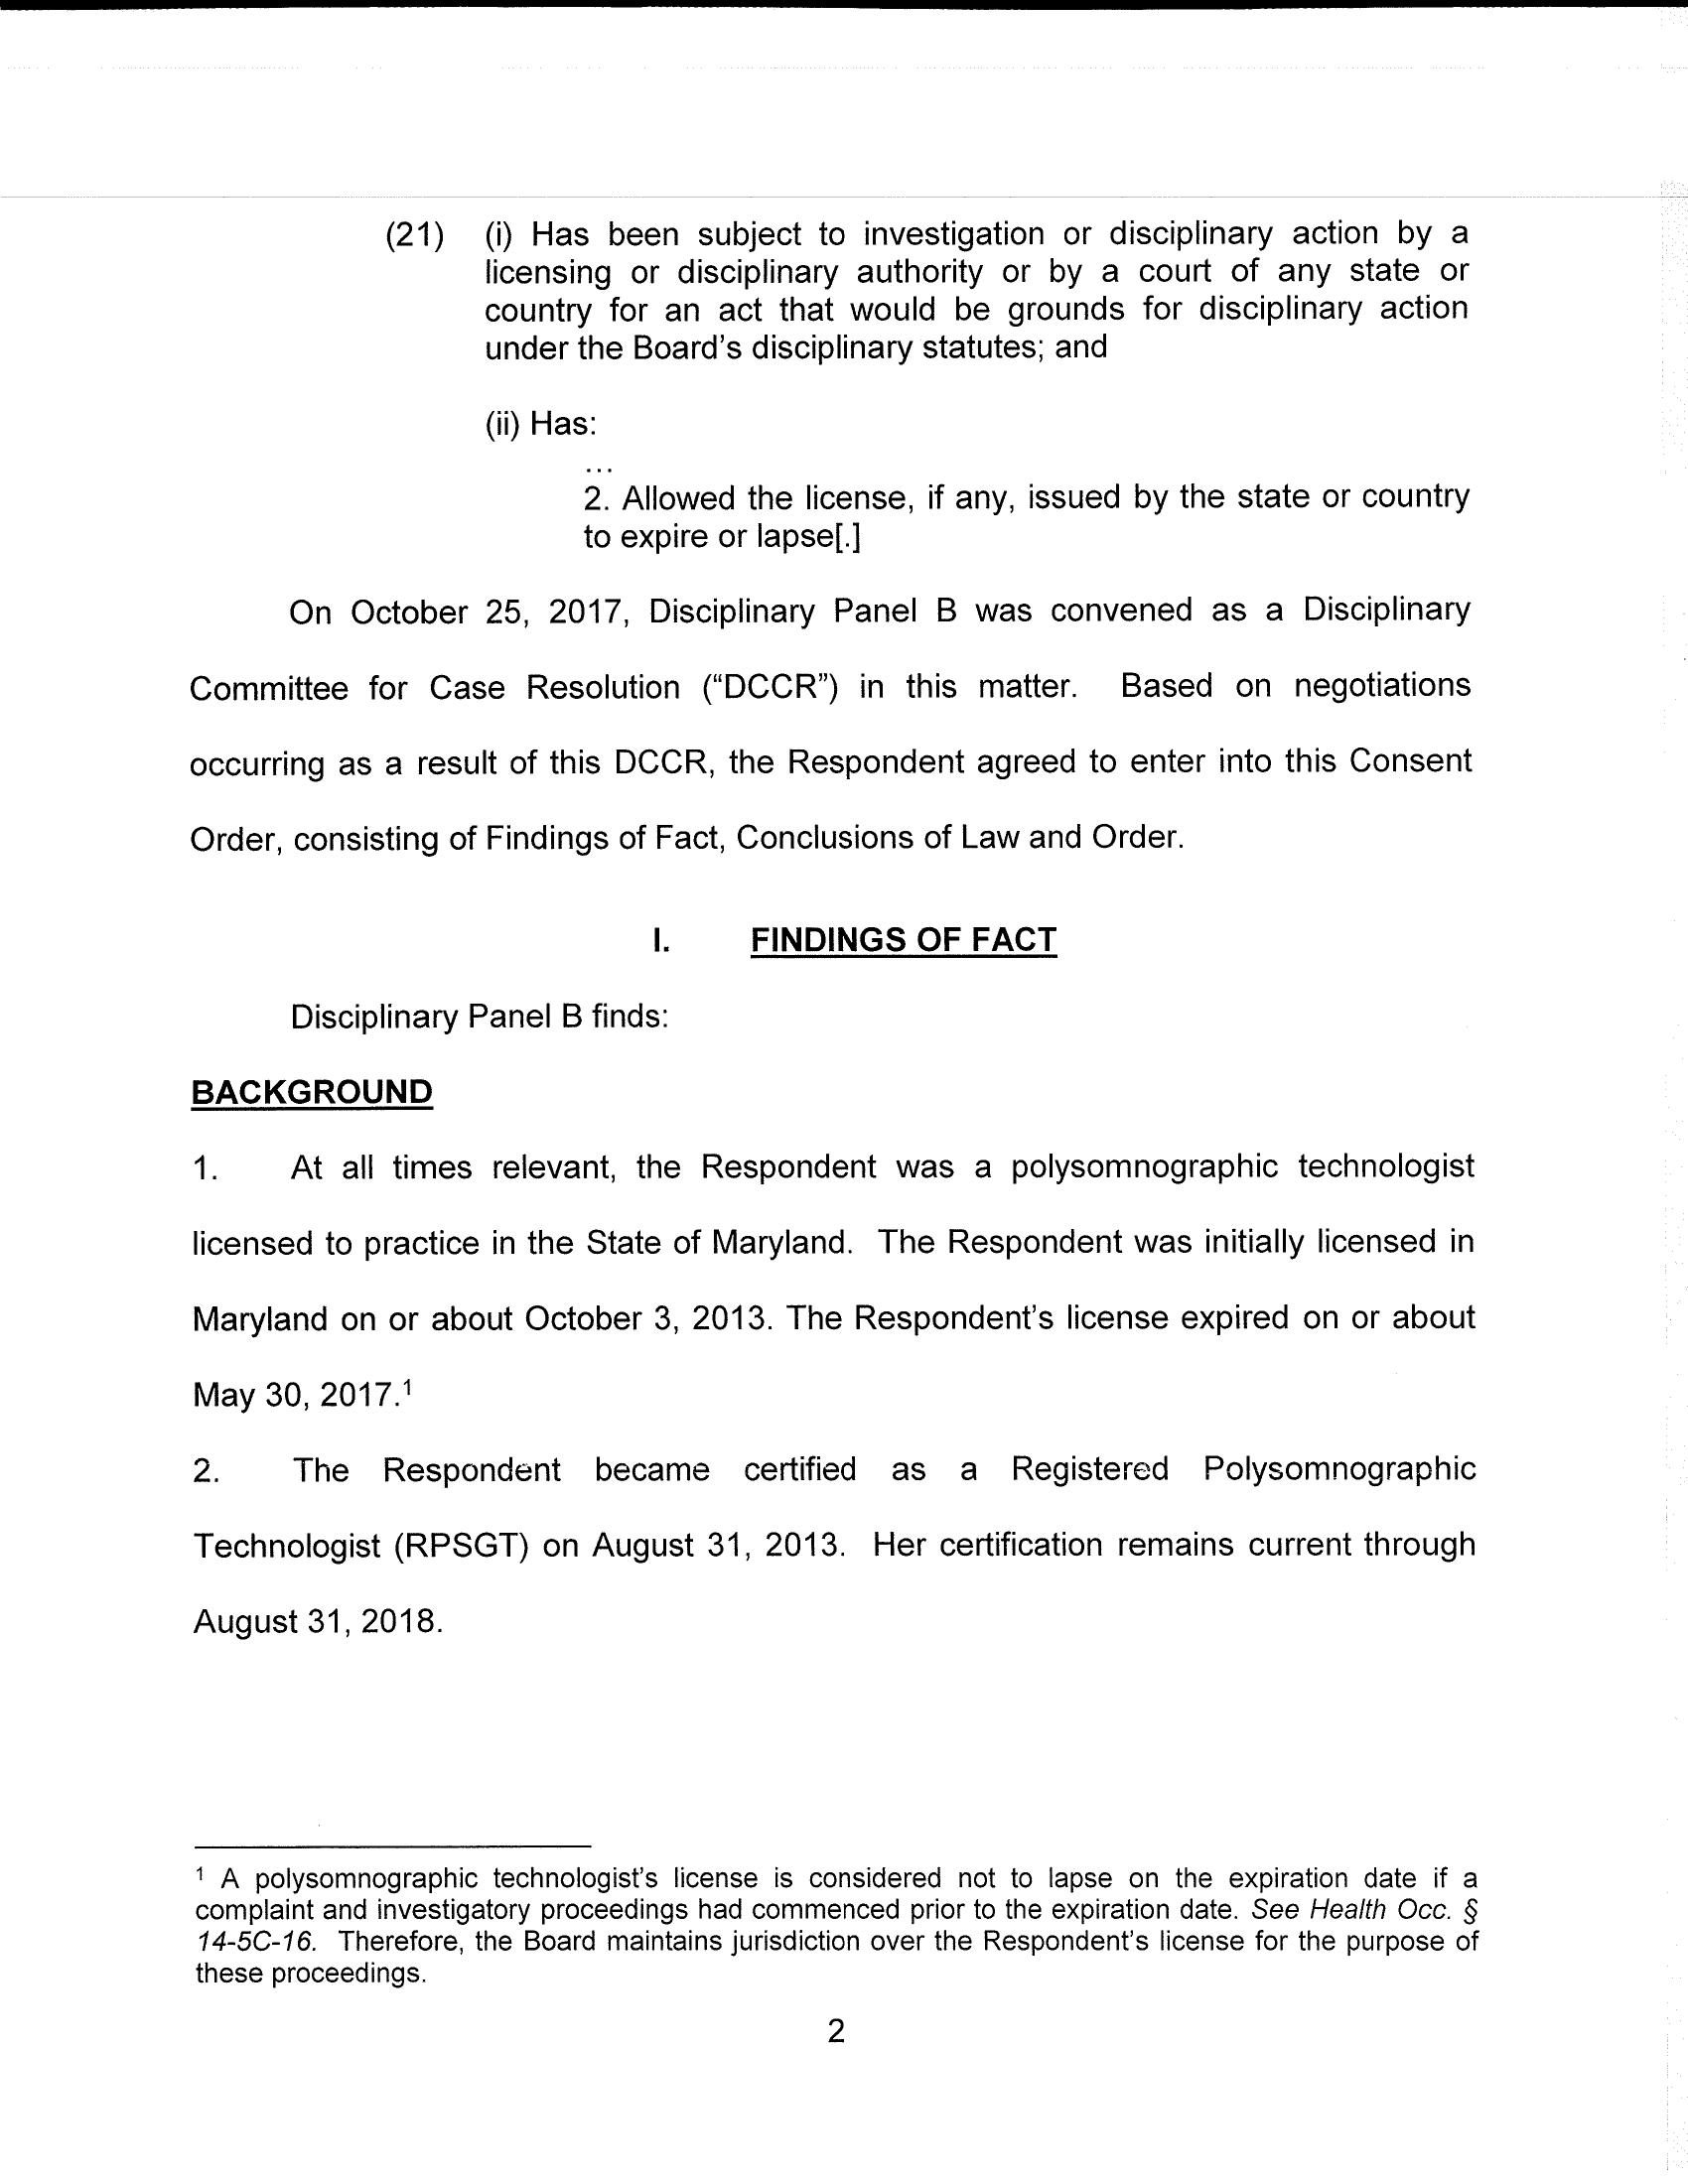 (21) (i) Has been subject to investigation or disciplinary action by a
licensing or disciplinary authority or by a court of any state or
country for an act that would be grounds for disciplinary action
under the Board's disciplinary statutes; and
(ii) Has:
...
2. Allowed the license, if any, issued by the state or country
to expire or lapse[.]
On October 25, 2017, Disciplinary Panel B was convened as a Disciplinary
Committee for Case Resolution (“DCCR”) in this matter. Based on negotiations
occurring as a result of this DCCR, the Respondent agreed to enter into this Consent
Order, consisting of Findings of Fact, Conclusions of Law and Order.
I. FINDINGS OF FACT
Disciplinary Panel B finds:
BACKGROUND
1. At all times relevant, the Respondent was a polysomnographic technologist
licensed to practice in the State of Maryland. The Respondent was initially licensed in
Maryland on or about October 3, 2013. The Respondent's license expired on or about
May 30, 2017.¹
2. The Respondent became certified as a Registered Polysomnographic
Technologist (RPSGT) on August 31, 2013. Her certification remains current through
August 31, 2018.
¹ A polysomnographic technologist's license is considered not to lapse on the expiration date if a
complaint and investigatory proceedings had commenced prior to the expiration date. See Health Occ. §
14-5C-16. Therefore, the Board maintains jurisdiction over the Respondent's license for the purpose of
these proceedings.
2